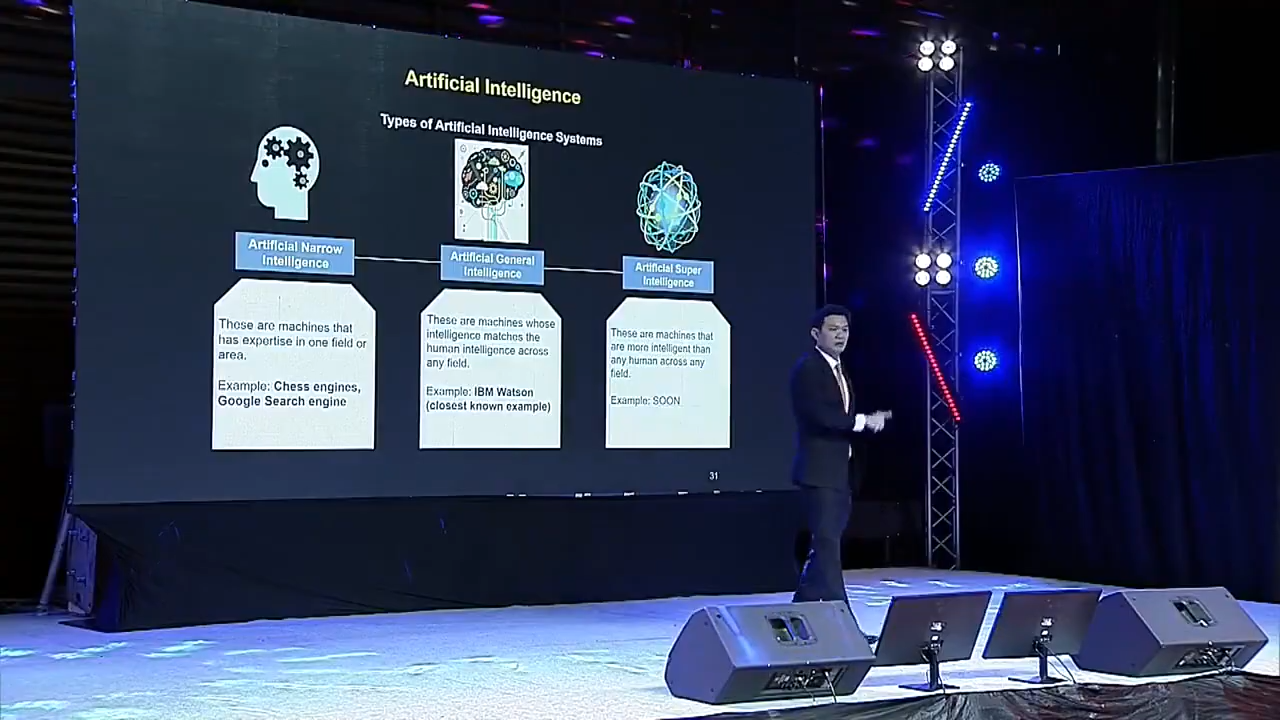 Artificial Intelligence
Types of Artificial Intelligence Systems
Artificial Narrow
Intelligence
These are machines that
has expertise in one field or
area.
Example: Chess engines,
Google Search engine
Artificial General
Intelligence
These are machines whose
intelligence matches the
human intelligence across
any field.
Example: IBM Watson
(closest known example)
Artificial Super
Intelligence
These are machines that
are more intelligent than
any human across any
field.
Example: SOON
31